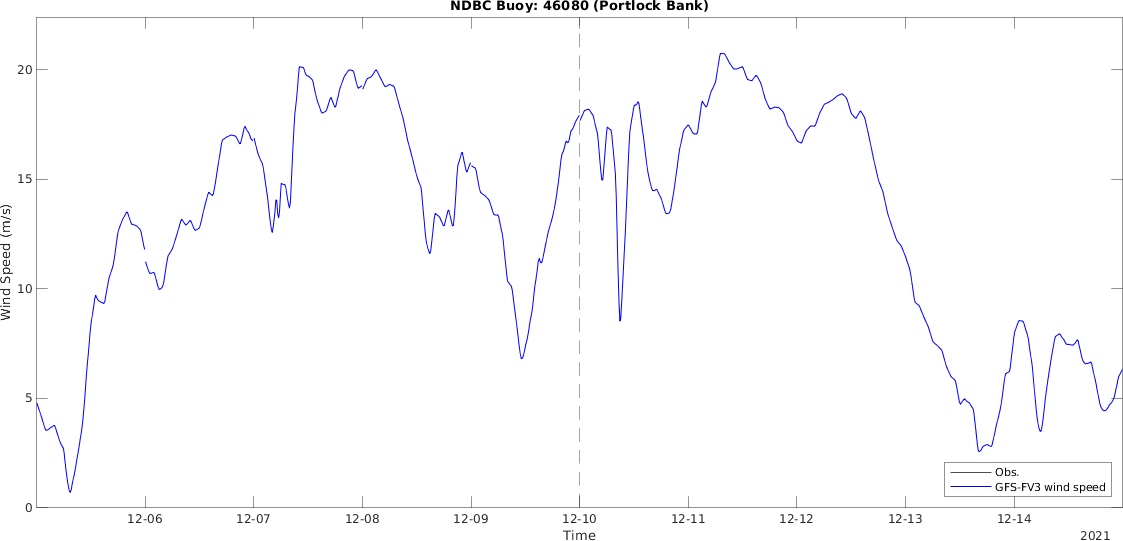 NDBC Buoy: 46080 (Portlock Bank)
Wind Speed (m/s)
20
15
10
5
0
12-06 12-07 12-08 12-09 12-10 12-11 12-12 12-13 12-14
Time
2021
Obs.
GFS-FV3 wind speed